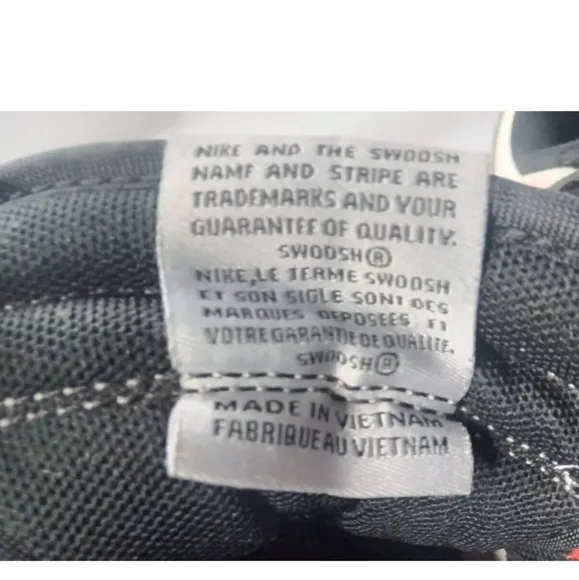 NIKE AND THE SWOOSH
NAME AND STRIPE ARE
TRADEMARKS AND YOUR
GUARANTEE OF QUALITY.
SWOOSH®
NIKE, LE TERME SWOOSH
ET SON SIGLE SONT DES
MARQUES DEPOSEES ET
VOTRE GARANTIE DE QUALITE.
SWOOSH®
MADE IN VIETNAM
FABRIQUE AU VIETNAM